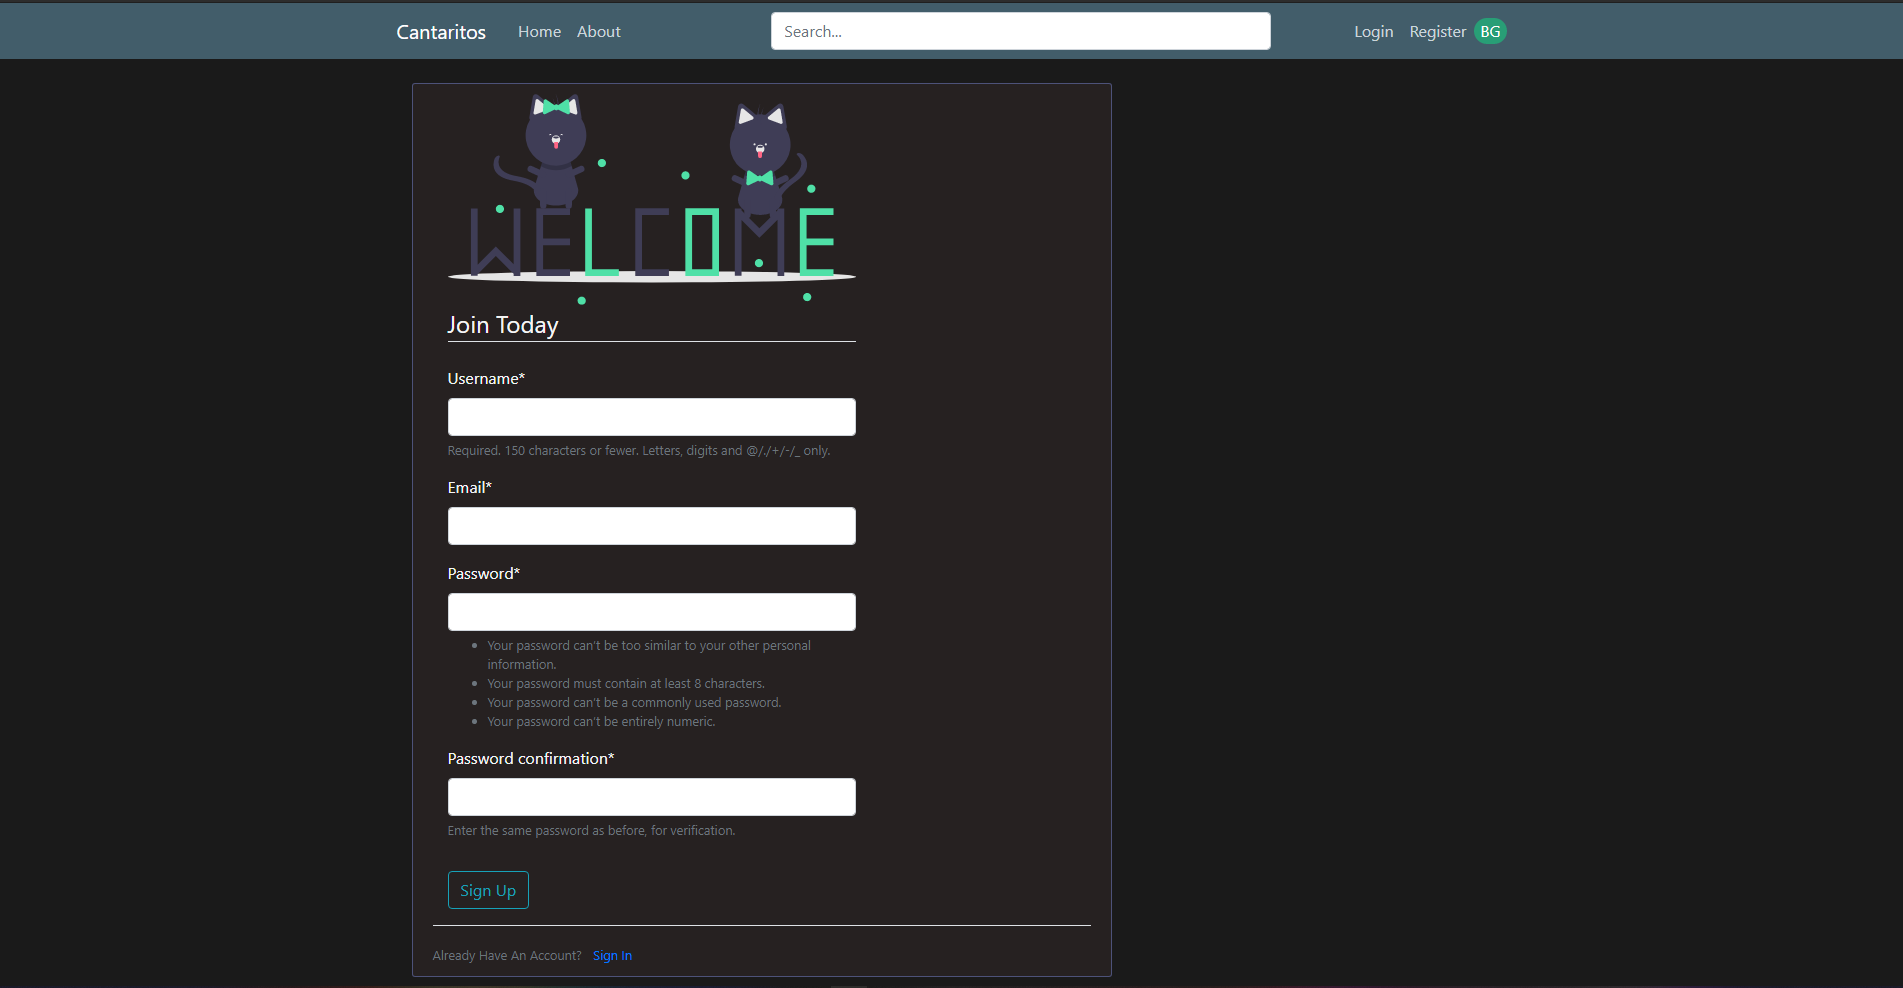 Cantaritos Home About Search... Login Register BG
WELCOME
Join Today
Username*
Required. 150 characters or fewer. Letters, digits and @/./+/-/_ only.
Email*
Password*
Your password can't be too similar to your other personal
information.
Your password must contain at least 8 characters.
Your password can't be a commonly used password.
Your password can't be entirely numeric.
Password confirmation*
Enter the same password as before, for verification.
Sign Up
Already Have An Account? Sign In